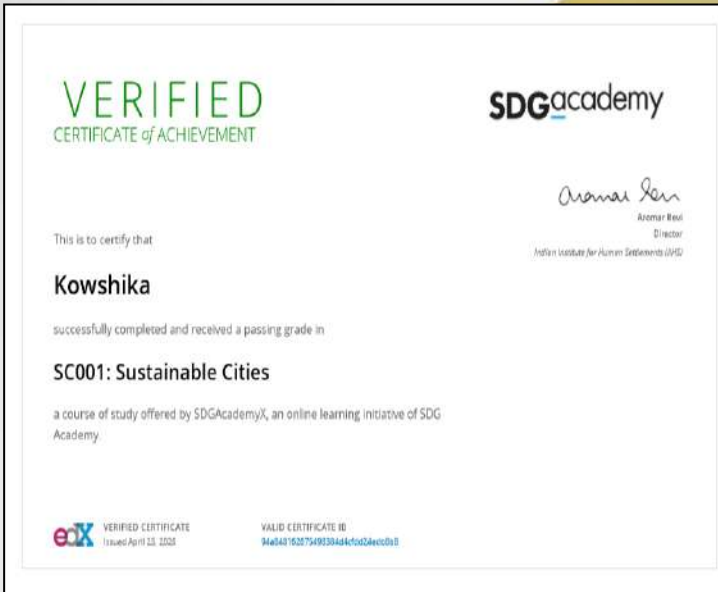 VERIFIED
CERTIFICATE of ACHIEVEMENT
SDGacademy
Aromar Revi
Director
Indian Institute for Human Settlements (IIHS)
This is to certify that
Kowshika
successfully completed and received a passing grade in
SC001: Sustainable Cities
a course of study offered by SDGAcademyX, an online learning initiative of SDG
Academy.
edX
VERIFIED CERTIFICATE
Issued April
VALID CERTIFICATE ID